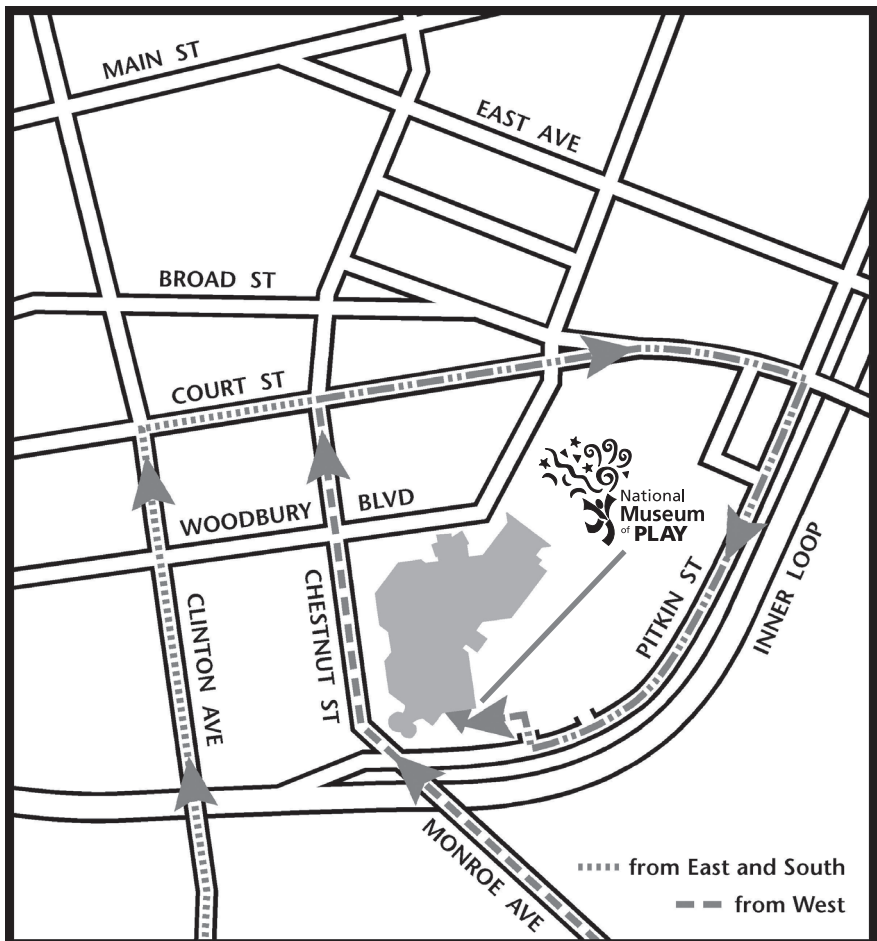 MAIN ST
EAST AVE
BROAD ST
COURT ST
National
Museum
of PLAY
WOODBURY BLVD
CLINTON AVE
CHESTNUT ST
PITKIN ST
INNER LOOP
MONROE AVE
from East and South
from West